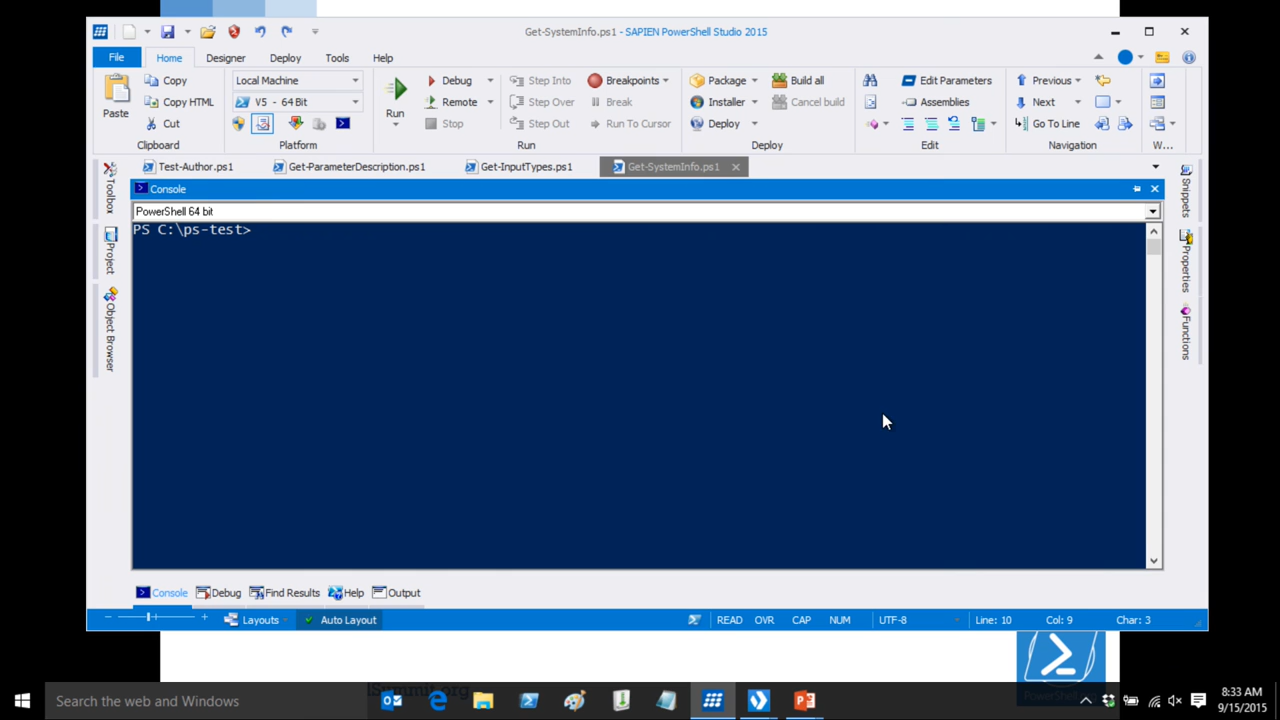 Get-SystemInfo.ps1 - SAPIEN PowerShell Studio 2015
File Home Designer Deploy Tools Help
Paste
Copy
Copy HTML
Cut
Clipboard
Local Machine
V5 - 64 Bit
Platform
Run
Debug
Remote
Stop
Step Into
Step Over
Step Out
Breakpoints
Break
Run To Cursor
Run
Package
Installer
Deploy
Build all
Cancel build
Deploy
Edit Parameters
Assemblies
Edit
Previous
Next
Go To Line
Navigation
W...
Test-Author.ps1 Get-ParameterDescription.ps1 Get-InputTypes.ps1 Get-SystemInfo.ps1
Toolbox
Project
Object Browser
Console
PowerShell 64 bit
PS C:\ps-test>
Snippets
Properties
Functions
Console Debug Find Results Help Output
Layouts Auto Layout READ OVR CAP NUM UTF-8 Line: 10 Col: 9 Char: 3
Search the web and Windows
8:33 AM
9/15/2015